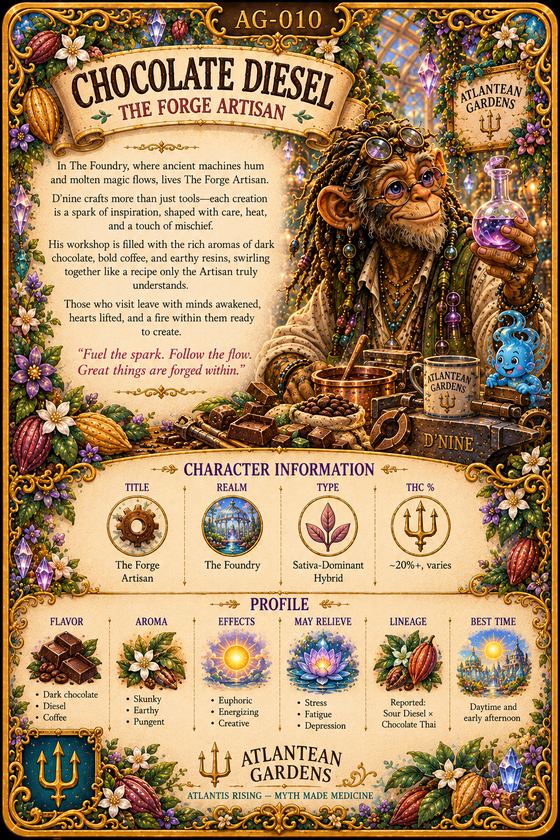 AG-010
CHOCOLATE DIESEL
THE FORGE ARTISAN
ATLANTEAN
GARDENS
In The Foundry, where ancient machines hum
and molten magic flows, lives The Forge Artisan.
D'nine crafts more than just tools—each creation
is a spark of inspiration, shaped with care, heat,
and a touch of mischief.
His workshop is filled with the rich aromas of dark
chocolate, bold coffee, and earthy resins, swirling
together like a recipe only the Artisan truly
understands.
Those who visit leave with minds awakened,
hearts lifted, and a fire within them ready
to create.
"Fuel the spark. Follow the flow.
Great things are forged within."
ATLANTEAN
GARDENS
D'NINE
CHARACTER INFORMATION
TITLE
The Forge
Artisan
REALM
The Foundry
TYPE
Sativa-Dominant
Hybrid
THC %
~20%+, varies
PROFILE
FLAVOR
• Dark chocolate
• Diesel
• Coffee
AROMA
• Skunky
• Earthy
• Pungent
EFFECTS
• Euphoric
• Energizing
• Creative
MAY RELIEVE
• Stress
• Fatigue
• Depression
LINEAGE
Reported:
Sour Diesel ×
Chocolate Thai
BEST TIME
Daytime and
early afternoon
ATLANTEAN
GARDENS
ATLANTIS RISING — MYTH MADE MEDICINE